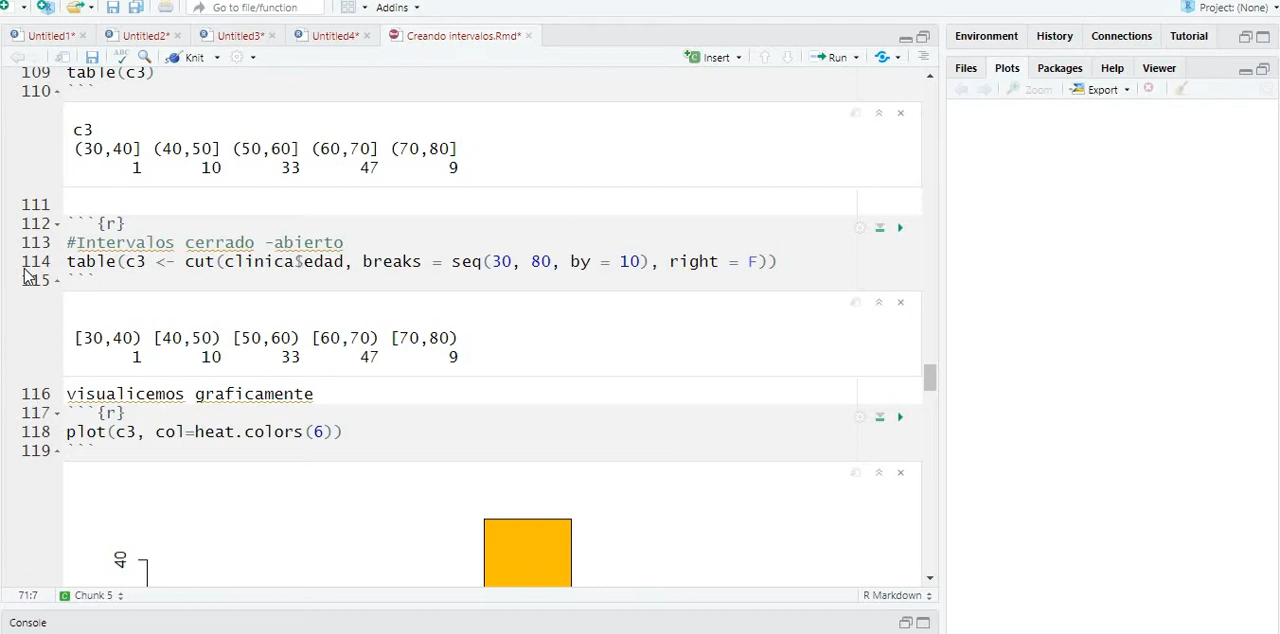 Go to file/function
Addins
Project: (None)
Untitled1*
Untitled2*
Untitled3*
Untitled4*
Creando intervalos.Rmd*
Environment
History
Connections
Tutorial
ABC
Knit
Insert
Run
Files
Plots
Packages
Help
Viewer
Zoom
Export
109 table(c3)
110 ```
c3
(30,40] (40,50] (50,60] (60,70] (70,80]
1 10 33 47 9
111
112 ```{r}
113 #Intervalos cerrado -abierto
114 table(c3 <- cut(clinica$edad, breaks = seq(30, 80, by = 10), right = F))
115 ```
[30,40) [40,50) [50,60) [60,70) [70,80)
1 10 33 47 9
116 visualicemos graficamente
117 ```{r}
118 plot(c3, col=heat.colors(6))
119 ```
40
71:7
C Chunk 5
R Markdown
Console